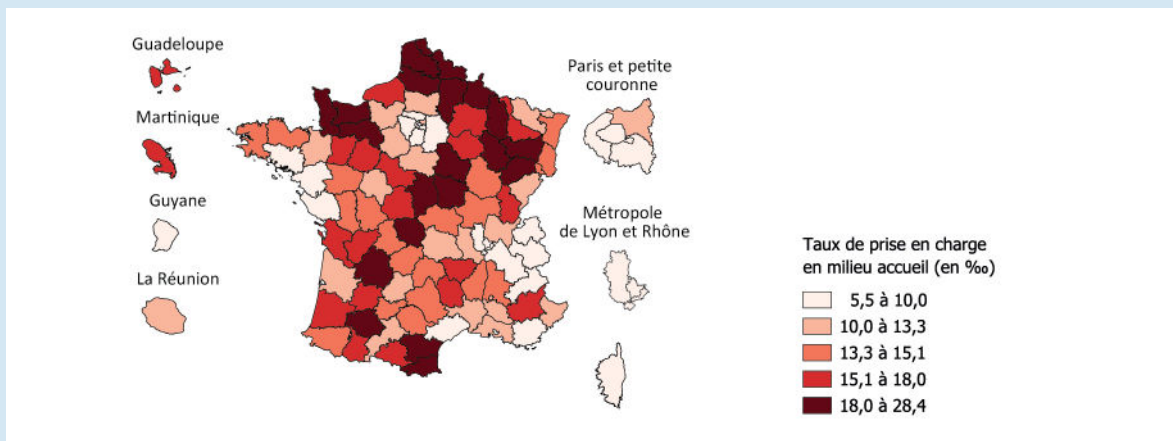 Guadeloupe
Martinique
Guyane
La Réunion
Paris et petite
couronne
Métropole
de Lyon et Rhône
Taux de prise en charge
en milieu accueil (en ‰)
5,5 à 10,0
10,0 à 13,3
13,3 à 15,1
15,1 à 18,0
18,0 à 28,4